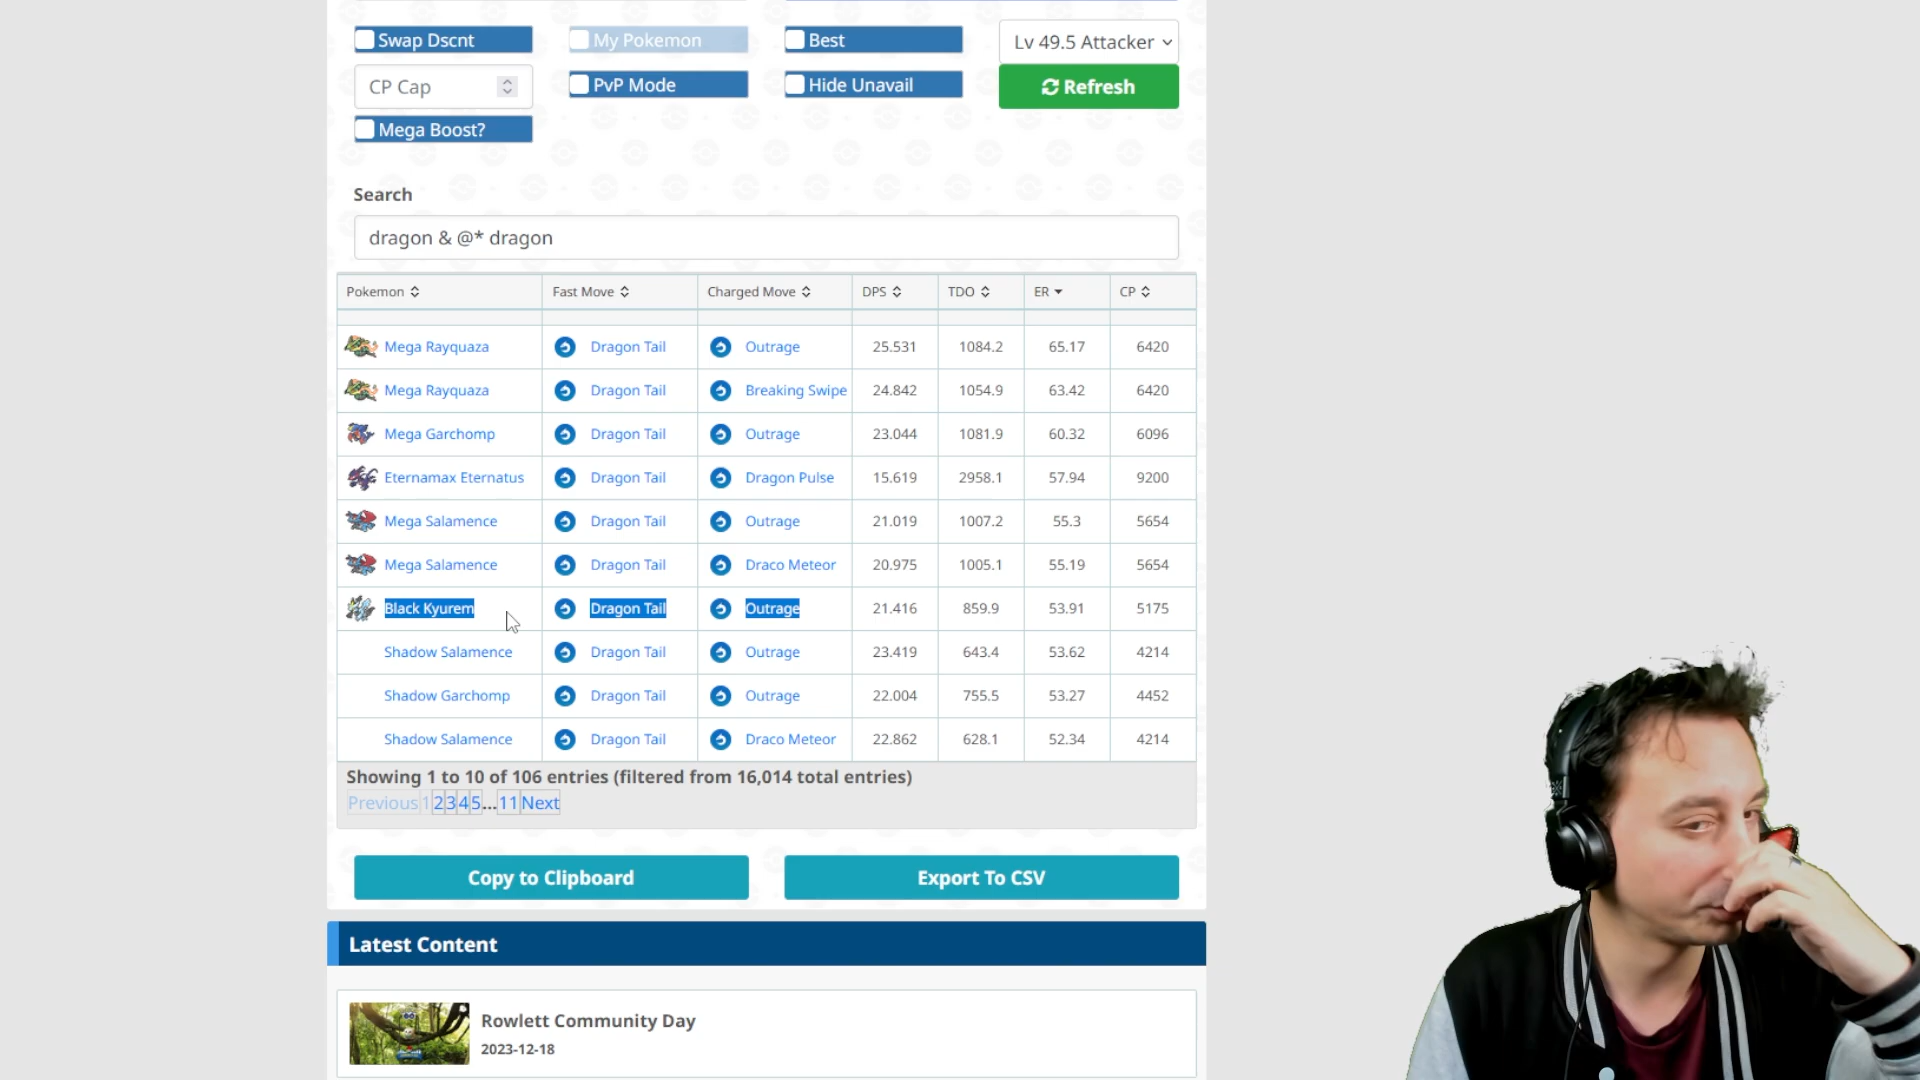 Swap Dscnt My Pokemon Best Lv 49.5 Attacker
CP Cap PvP Mode Hide Unavail Refresh
Mega Boost?
Search
dragon & @* dragon
Pokemon Fast Move Charged Move DPS TDO ER CP
Mega Rayquaza Dragon Tail Outrage 25.531 1084.2 65.17 6420
Mega Rayquaza Dragon Tail Breaking Swipe 24.842 1054.9 63.42 6420
Mega Garchomp Dragon Tail Outrage 23.044 1081.9 60.32 6096
Eternamax Eternatus Dragon Tail Dragon Pulse 15.619 2958.1 57.94 9200
Mega Salamence Dragon Tail Outrage 21.019 1007.2 55.3 5654
Mega Salamence Dragon Tail Draco Meteor 20.975 1005.1 55.19 5654
Black Kyurem Dragon Tail Outrage 21.416 859.9 53.91 5175
Shadow Salamence Dragon Tail Outrage 23.419 643.4 53.62 4214
Shadow Garchomp Dragon Tail Outrage 22.004 755.5 53.27 4452
Shadow Salamence Dragon Tail Draco Meteor 22.862 628.1 52.34 4214
Showing 1 to 10 of 106 entries (filtered from 16,014 total entries)
Previous 1 2 3 4 5 ... 11 Next
Copy to Clipboard Export To CSV
Latest Content
Rowlett Community Day
2023-12-18